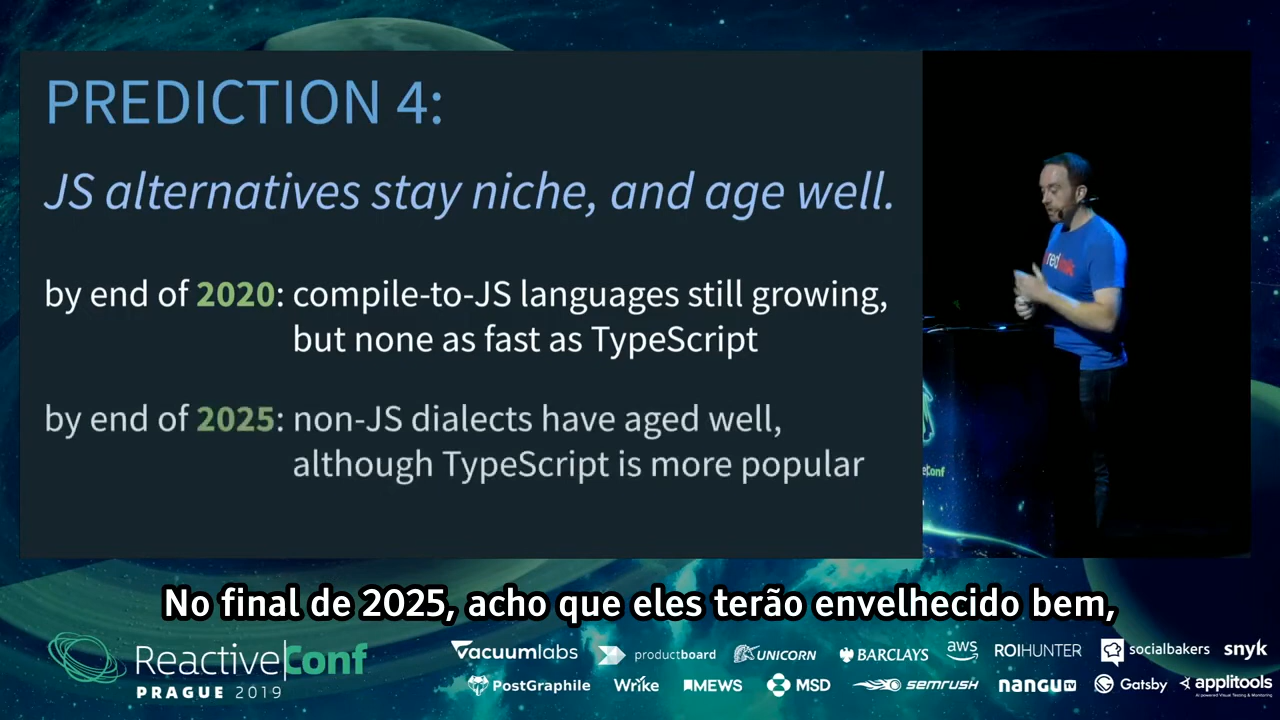 PREDICTION 4:
JS alternatives stay niche, and age well.
by end of 2020: compile-to-JS languages still growing,
but none as fast as TypeScript
by end of 2025: non-JS dialects have aged well,
although TypeScript is more popular
red
Conf
No final de 2025, acho que eles terão envelhecido bem,
ReactiveConf
PRAGUE 2019
Vacuumlabs productboard UNICORN BARCLAYS aws ROIHUNTER socialbakers snyk
PostGraphile Wrike MEWS MSD SEMRUSH nangu TV Gatsby applitools